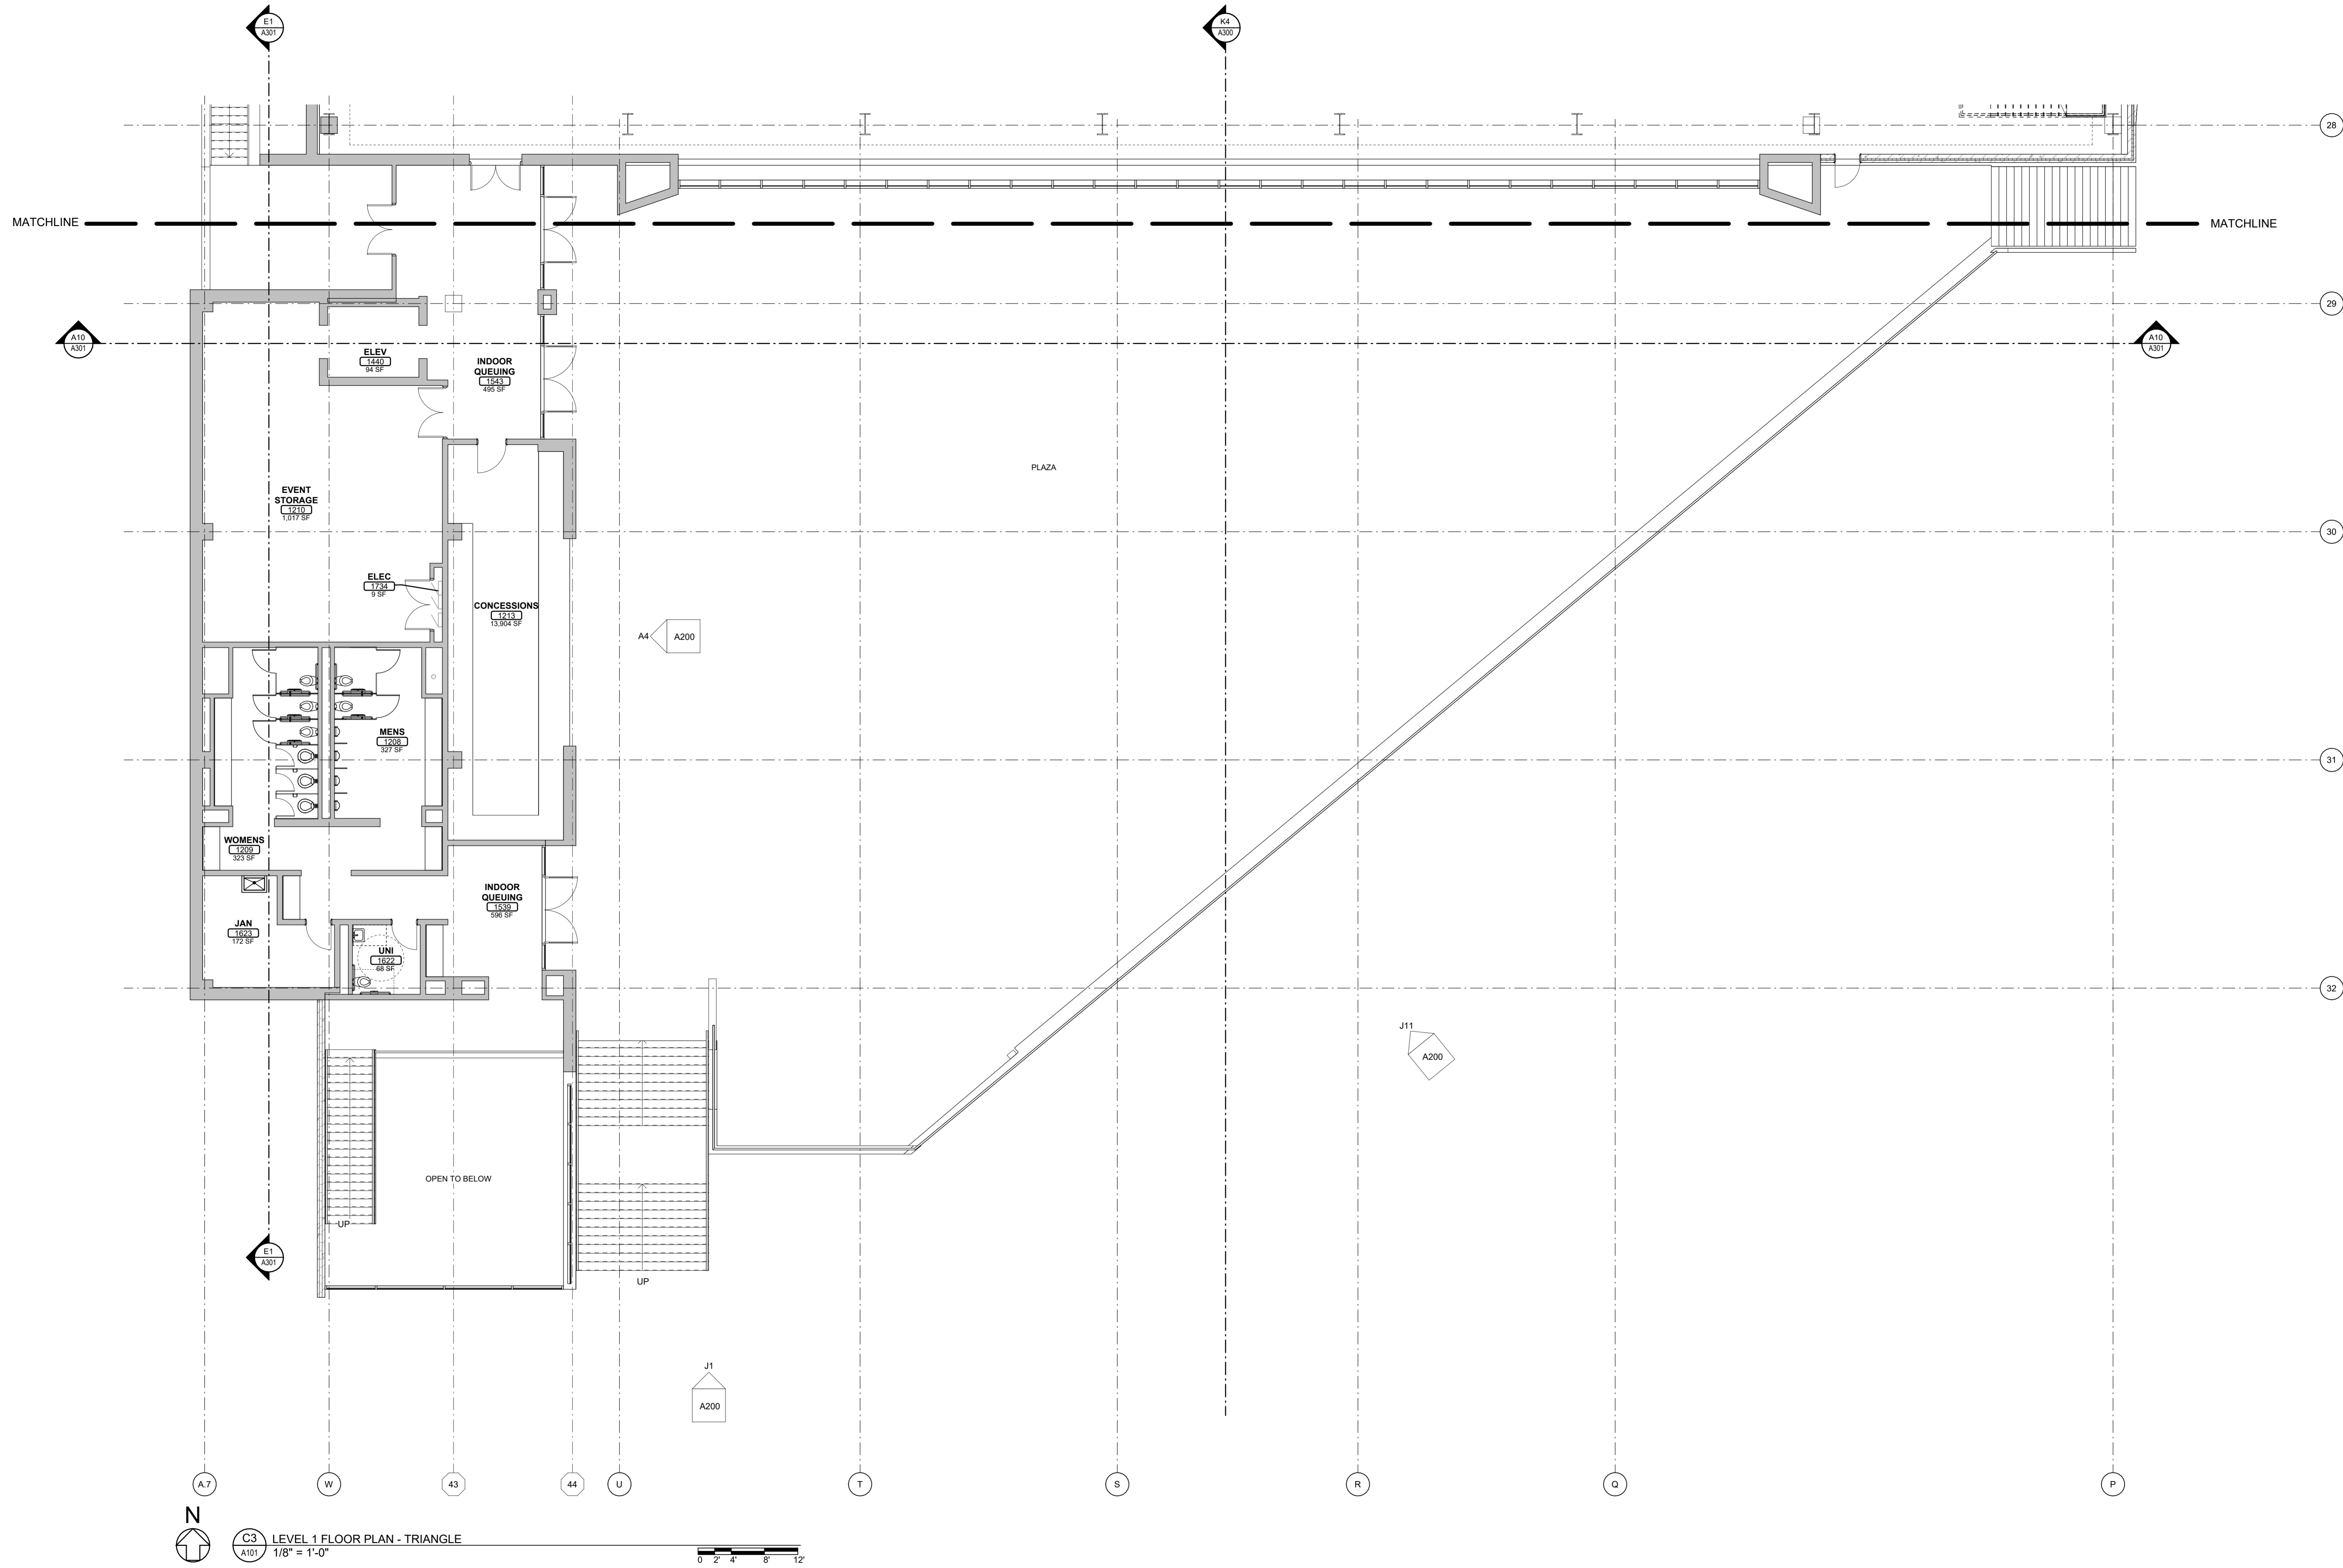 E1
A301
K4
A300
28
MATCHLINE
MATCHLINE
29
A10
A301
A10
A301
ELEV
1440
94 SF
INDOOR
QUEUING
1543
495 SF
PLAZA
EVENT
STORAGE
1210
1,017 SF
30
ELEC
1734
9 SF
CONCESSIONS
1213
13,904 SF
A4
A200
MENS
1208
327 SF
31
WOMENS
1209
323 SF
INDOOR
QUEUING
1539
596 SF
JAN
1623
172 SF
UNI
1622
68 SF
32
J11
A200
OPEN TO BELOW
UP
E1
A301
UP
J1
A200
A.7
W
43
44
U
T
S
R
Q
P
N
C3
A101
LEVEL 1 FLOOR PLAN - TRIANGLE
1/8" = 1'-0"
0 2' 4' 8' 12'